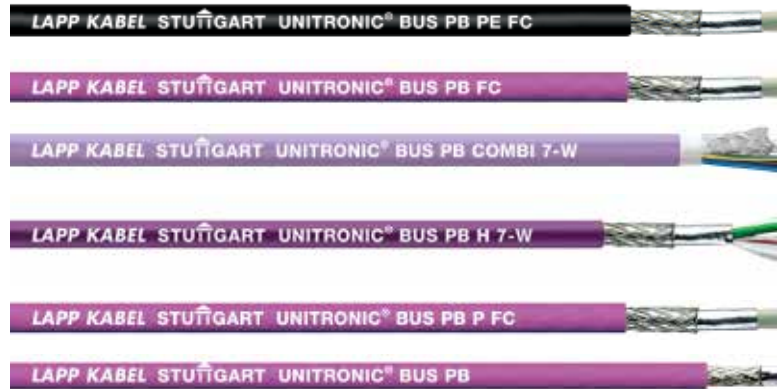 LAPP KABEL STUTTGART UNITRONIC® BUS PB PE FC
LAPP KABEL STUTTGART UNITRONIC® BUS PB FC
LAPP KABEL STUTTGART UNITRONIC® BUS PB COMBI 7-W
LAPP KABEL STUTTGART UNITRONIC® BUS PB H 7-W
LAPP KABEL STUTTGART UNITRONIC® BUS PB P FC
LAPP KABEL STUTTGART UNITRONIC® BUS PB